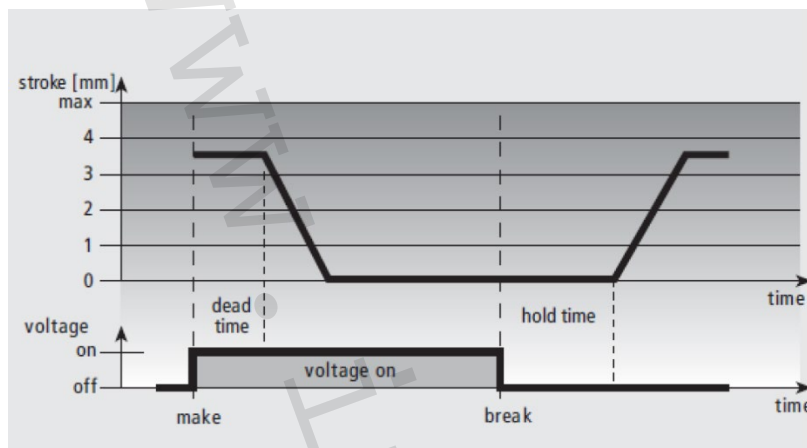 stroke [mm]
max
4
3
2
1
0
time
dead
time
hold time
voltage
on
voltage on
off
time
make
break